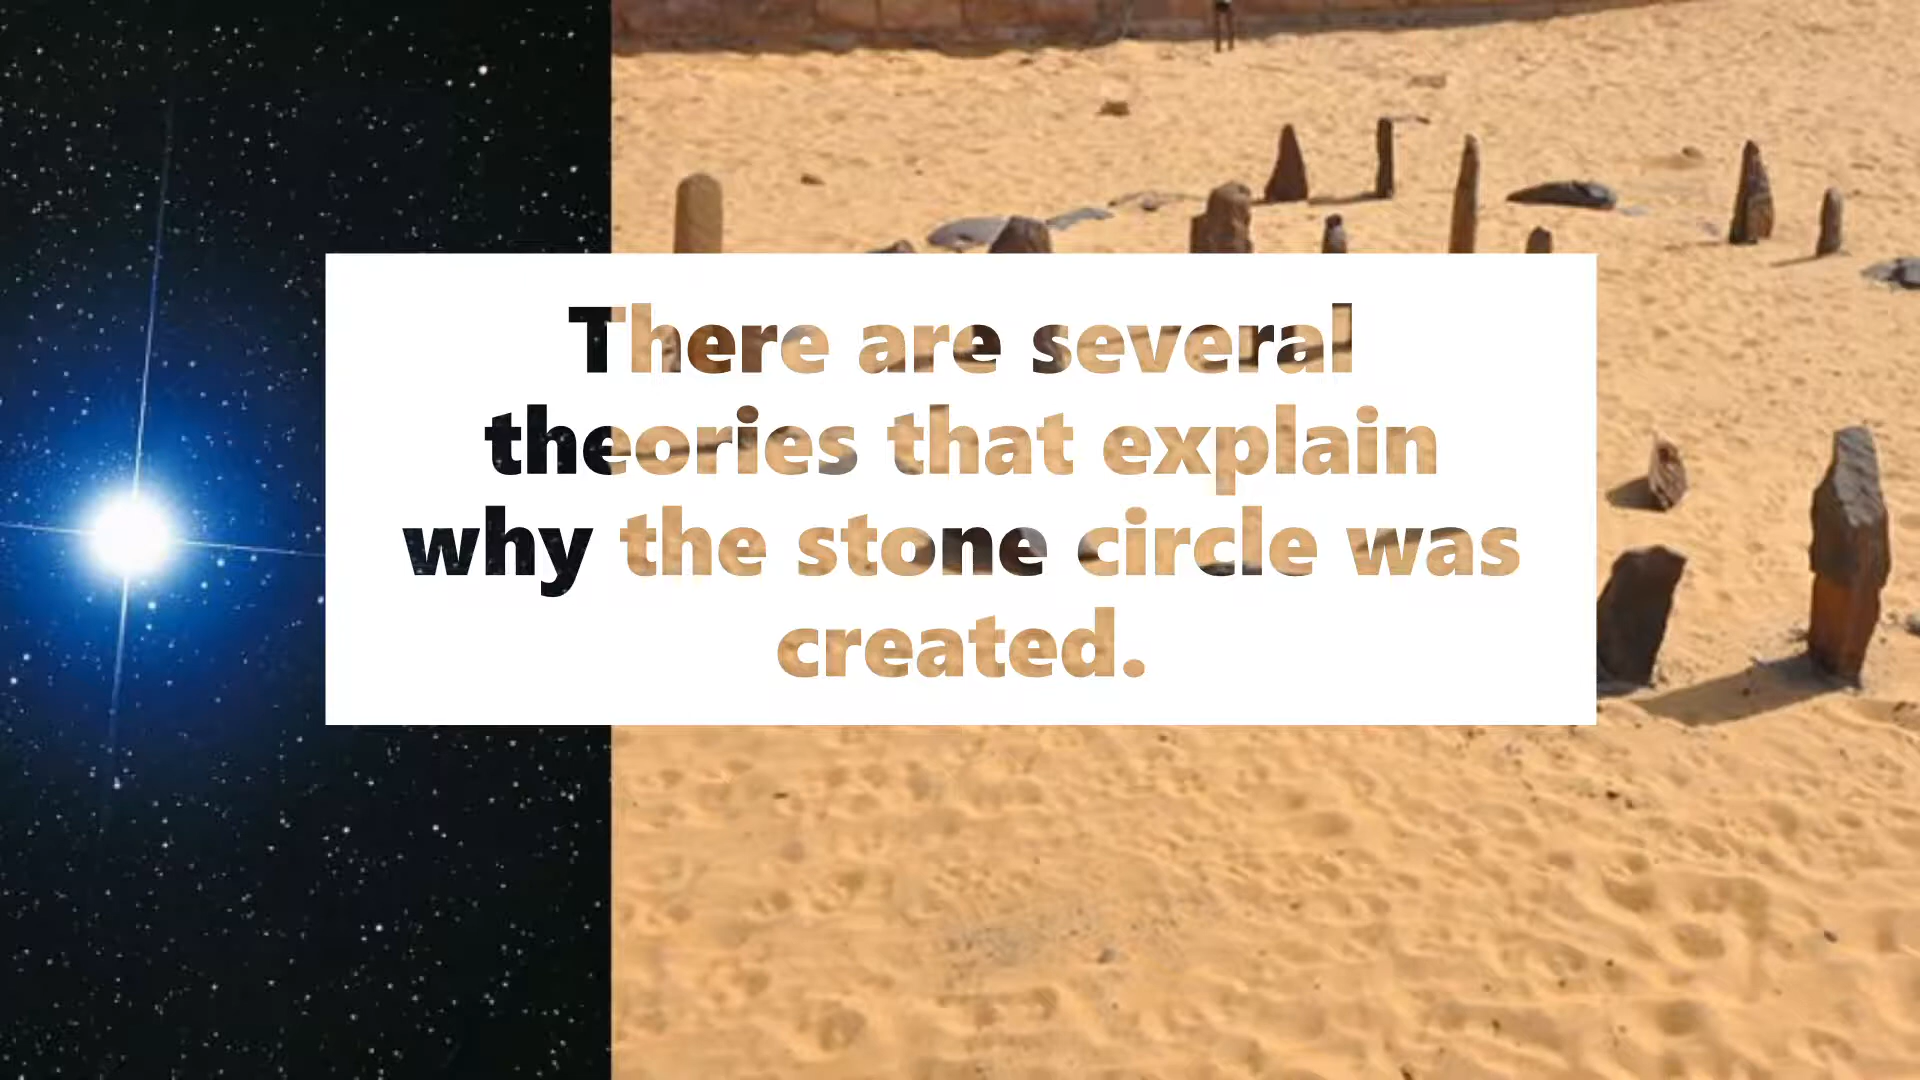 There are several
theories that explain
why the stone circle was
created.